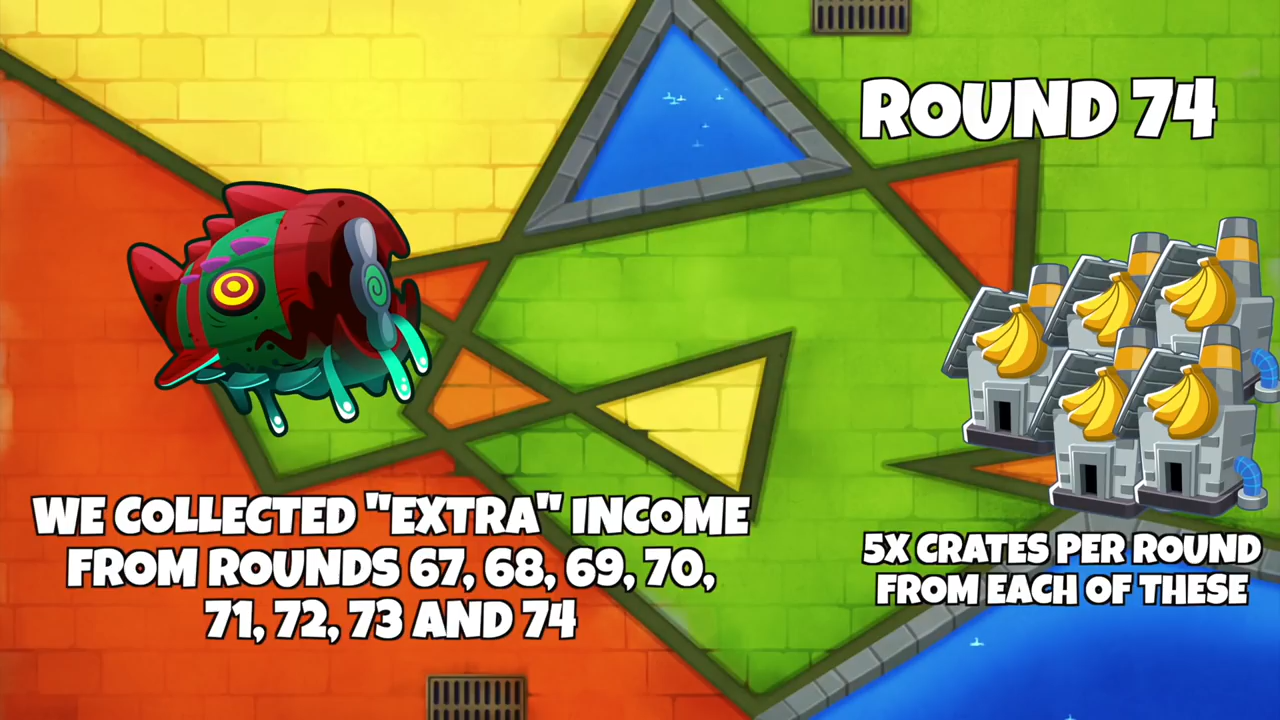 ROUND 74
WE COLLECTED "EXTRA" INCOME
FROM ROUNDS 67, 68, 69, 70,
71, 72, 73 AND 74
5X CRATES PER ROUND
FROM EACH OF THESE